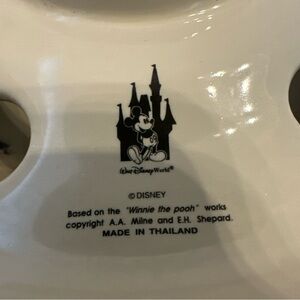 Walt Disney World®
© DISNEY
Based on the "Winnie the pooh" works
copyright A.A. Milne and E.H. Shepard.
MADE IN THAILAND